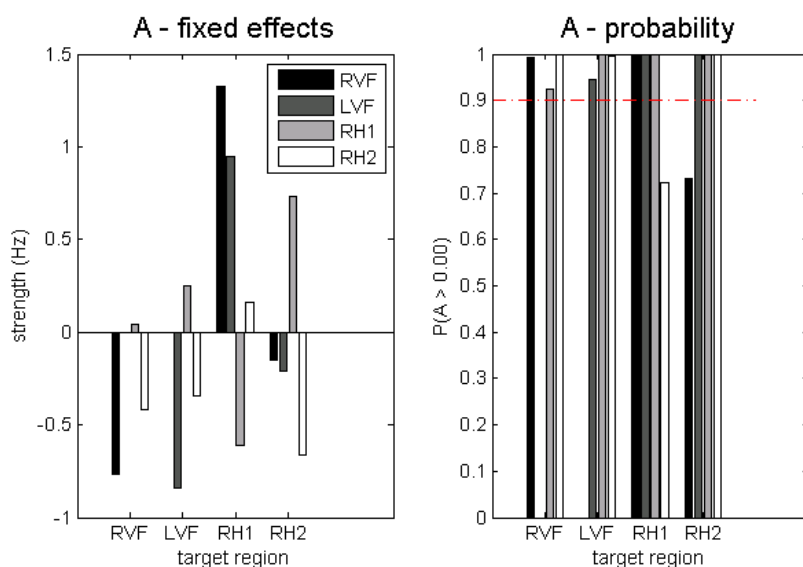 A - fixed effects
1.5
1
0.5
0
-0.5
-1
strength (Hz)
RVF
LVF
RH1
RH2
RVF LVF RH1 RH2
target region
A - probability
1
0.9
0.8
0.7
0.6
0.5
0.4
0.3
0.2
0.1
0
P(A > 0.00)
RVF LVF RH1 RH2
target region